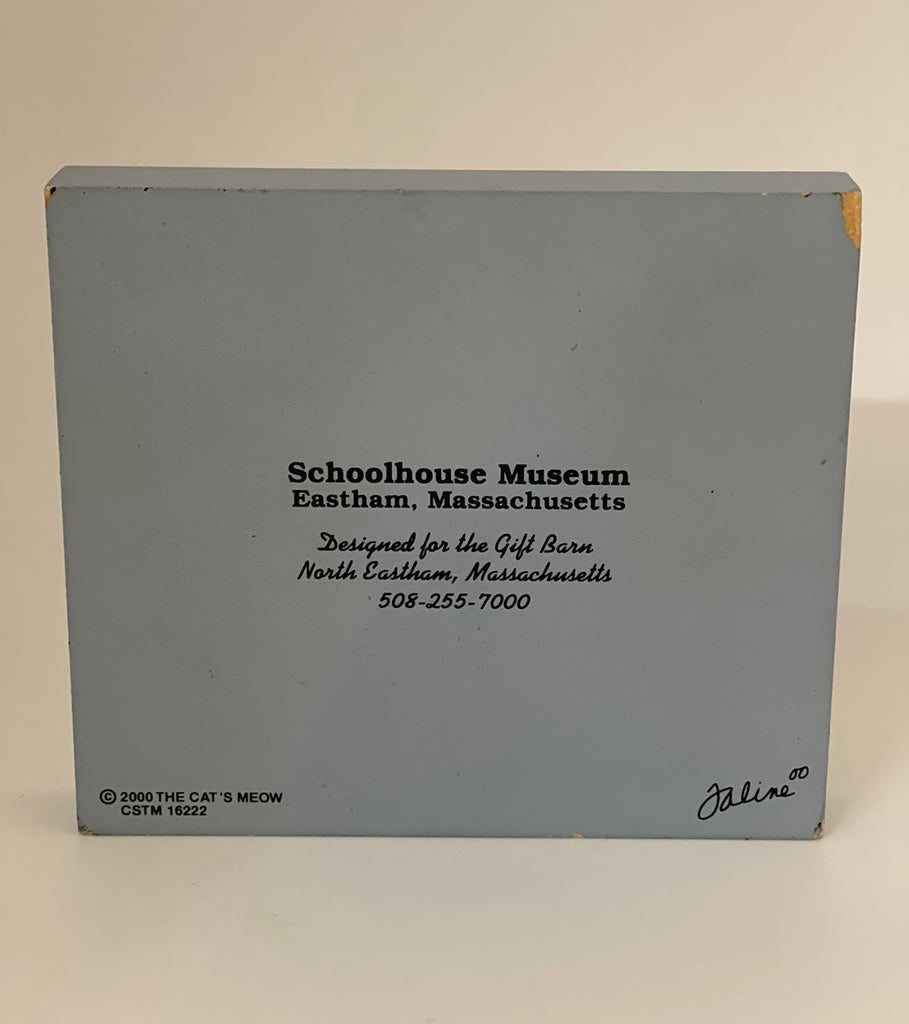 Schoolhouse Museum
Eastham, Massachusetts
Designed for the Gift Barn
North Eastham, Massachusetts
508-255-7000
© 2000 THE CAT'S MEOW
CSTM 16222
Faline 00